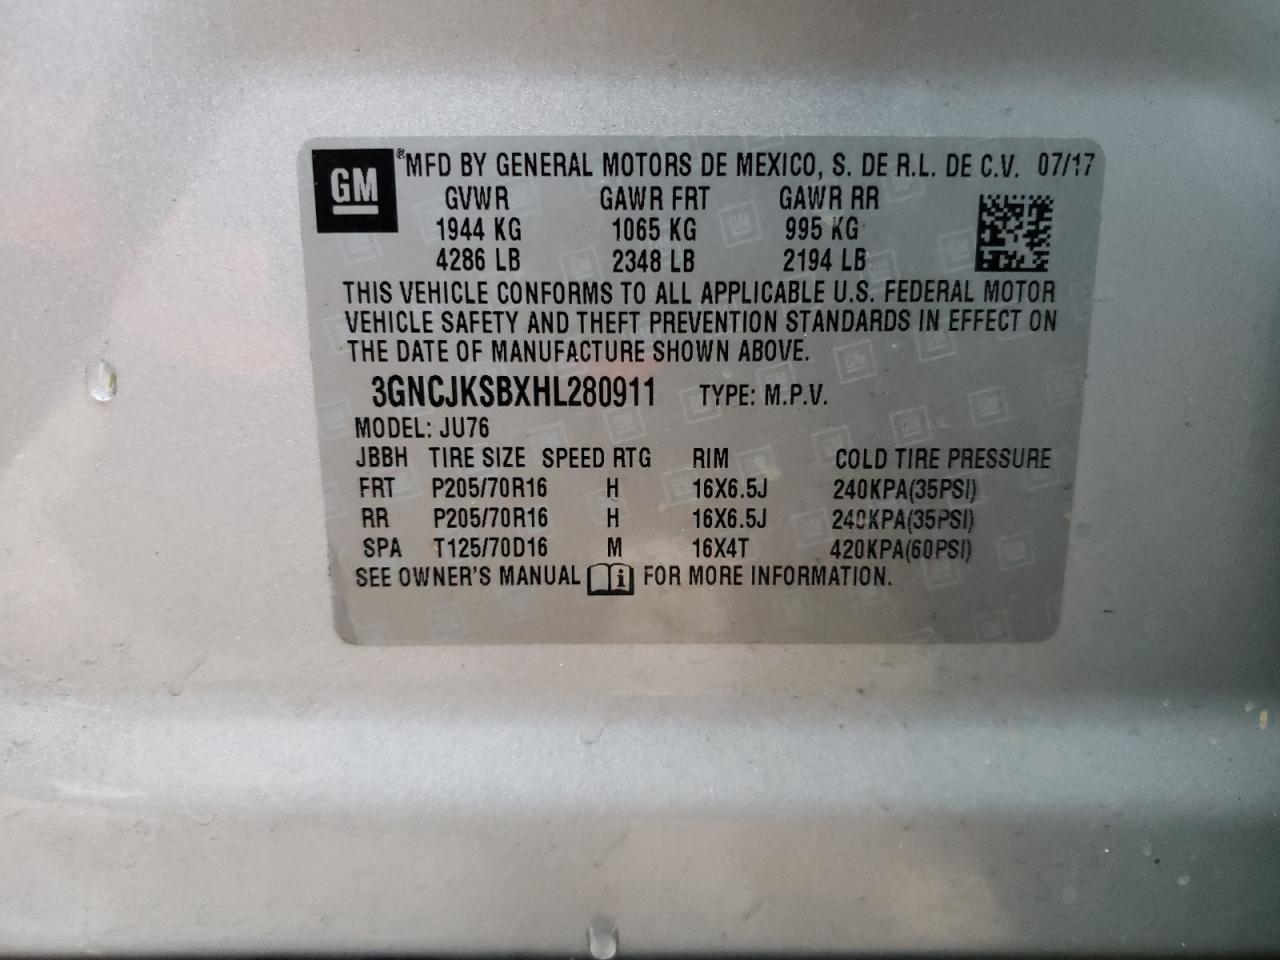 GM ® MFD BY GENERAL MOTORS DE MEXICO, S. DE R.L. DE C.V. 07/17
GVWR GAWR FRT GAWR RR
1944 KG 1065 KG 995 KG
4286 LB 2348 LB 2194 LB
THIS VEHICLE CONFORMS TO ALL APPLICABLE U.S. FEDERAL MOTOR
VEHICLE SAFETY AND THEFT PREVENTION STANDARDS IN EFFECT ON
THE DATE OF MANUFACTURE SHOWN ABOVE.
3GNCJKSBXHL280911 TYPE: M.P.V.
MODEL: JU76
JBBH TIRE SIZE SPEED RTG RIM COLD TIRE PRESSURE
FRT P205/70R16 H 16X6.5J 240KPA(35PSI)
RR P205/70R16 H 16X6.5J 240KPA(35PSI)
SPA T125/70D16 M 16X4T 420KPA(60PSI)
SEE OWNER'S MANUAL i FOR MORE INFORMATION.